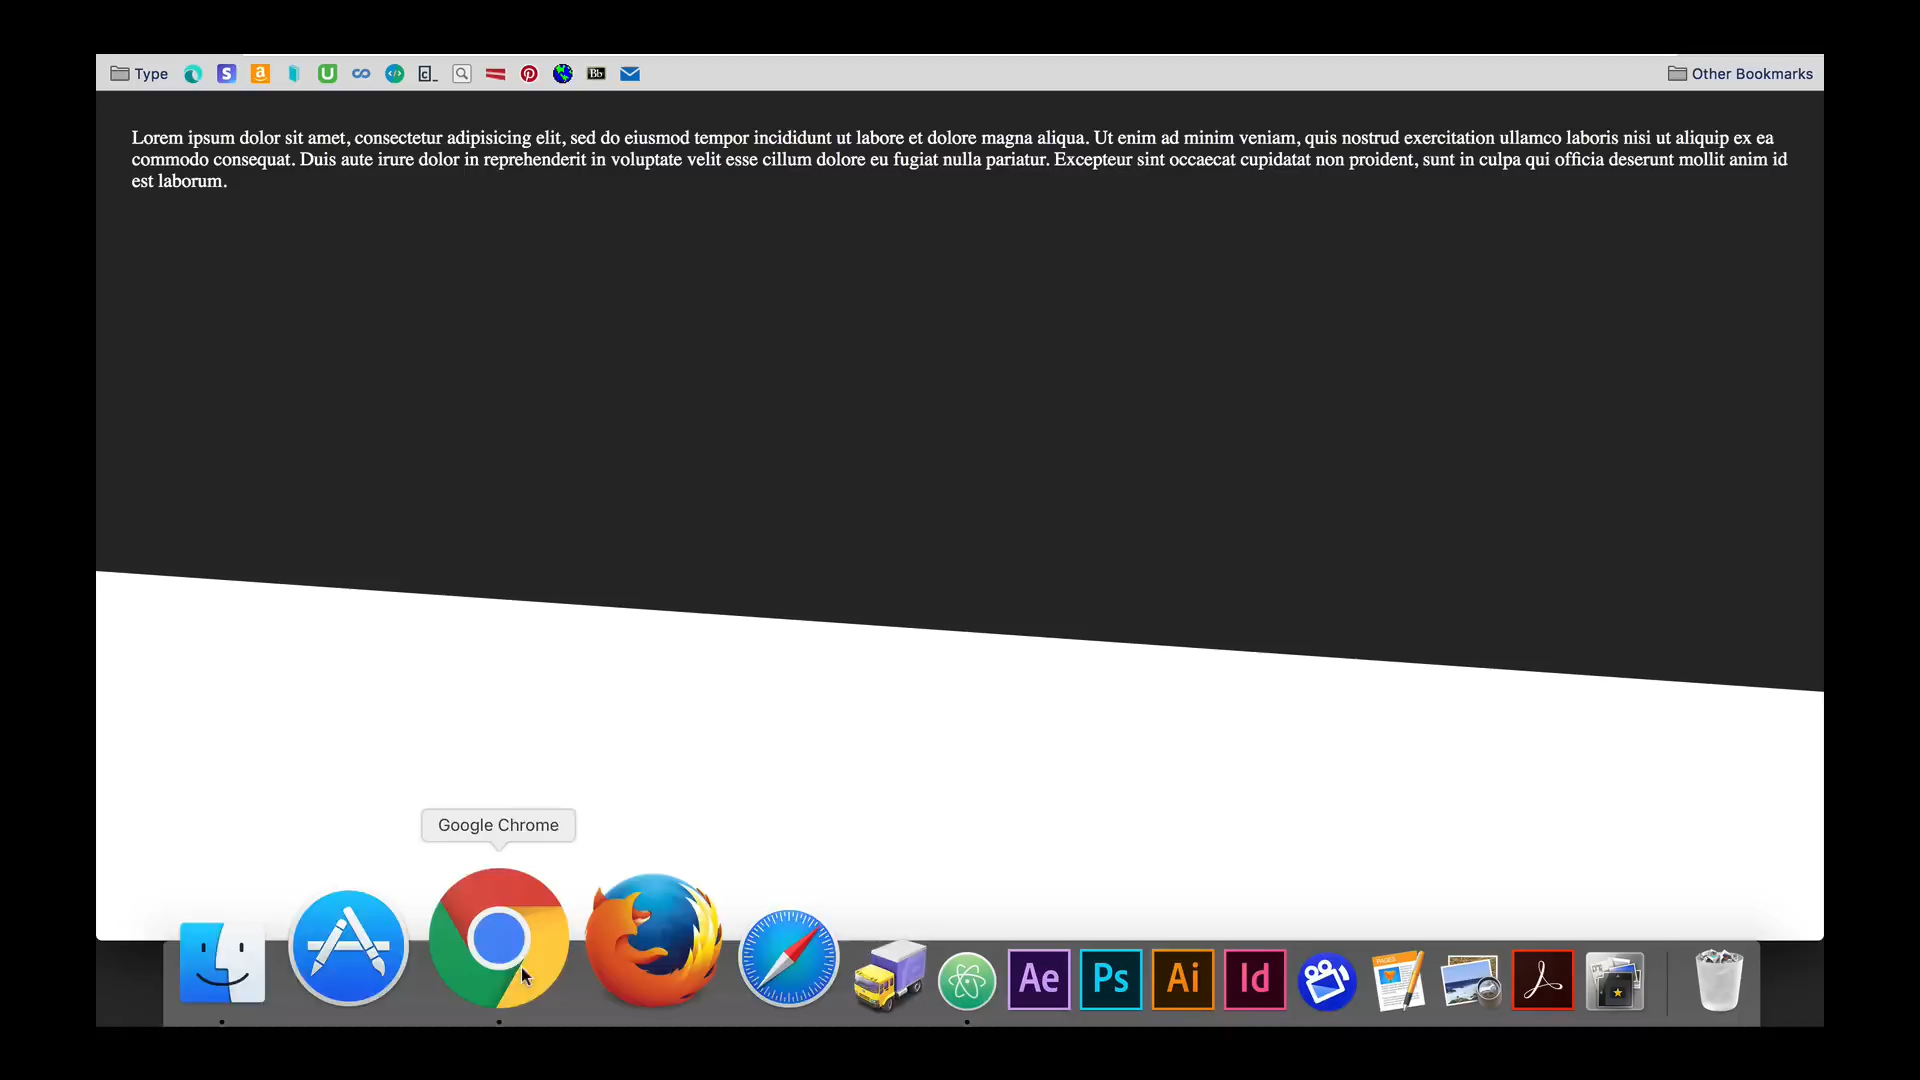 Type
S
a
U
c_
Bb
Other Bookmarks
Lorem ipsum dolor sit amet, consectetur adipisicing elit, sed do eiusmod tempor incididunt ut labore et dolore magna aliqua. Ut enim ad minim veniam, quis nostrud exercitation ullamco laboris nisi ut aliquip ex ea
commodo consequat. Duis aute irure dolor in reprehenderit in voluptate velit esse cillum dolore eu fugiat nulla pariatur. Excepteur sint occaecat cupidatat non proident, sunt in culpa qui officia deserunt mollit anim id
est laborum.
Google Chrome
Ae
Ps
Ai
Id
PAGES